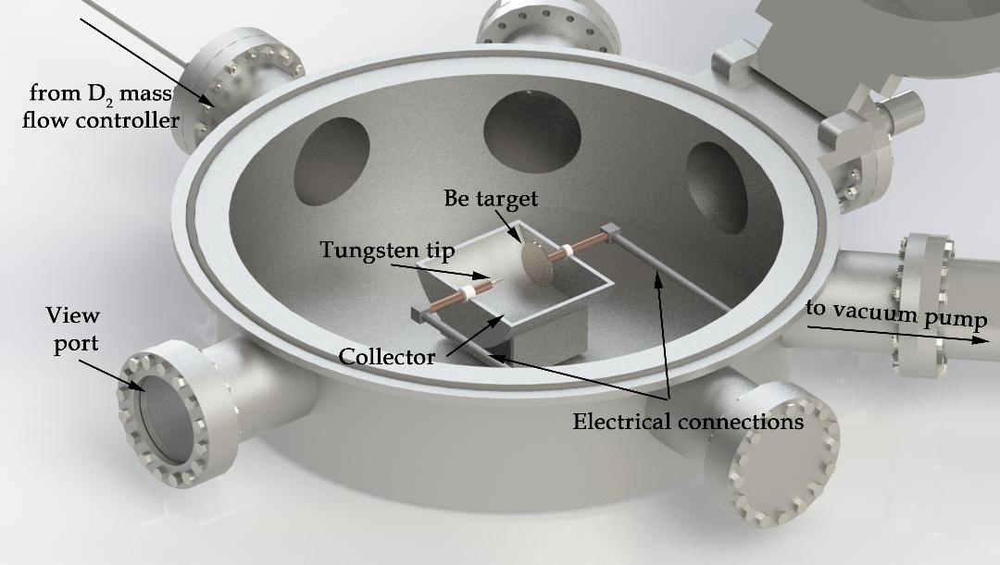 from D2 mass
flow controller
Be target
Tungsten tip
View
port
Collector
to vacuum pump
Electrical connections